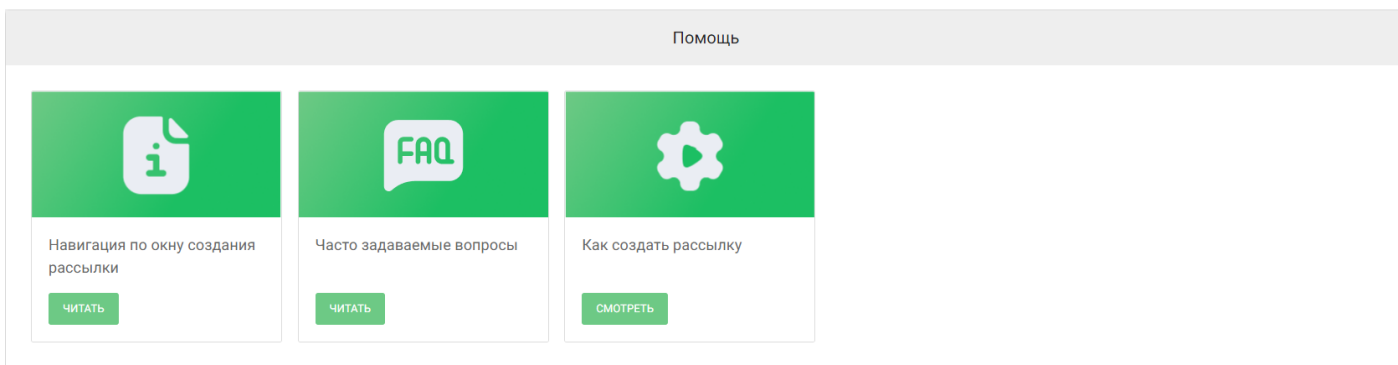 Помощь
i
FAQ
Навигация по окну создания
рассылки
Часто задаваемые вопросы
Как создать рассылку
ЧИТАТЬ
ЧИТАТЬ
СМОТРЕТЬ